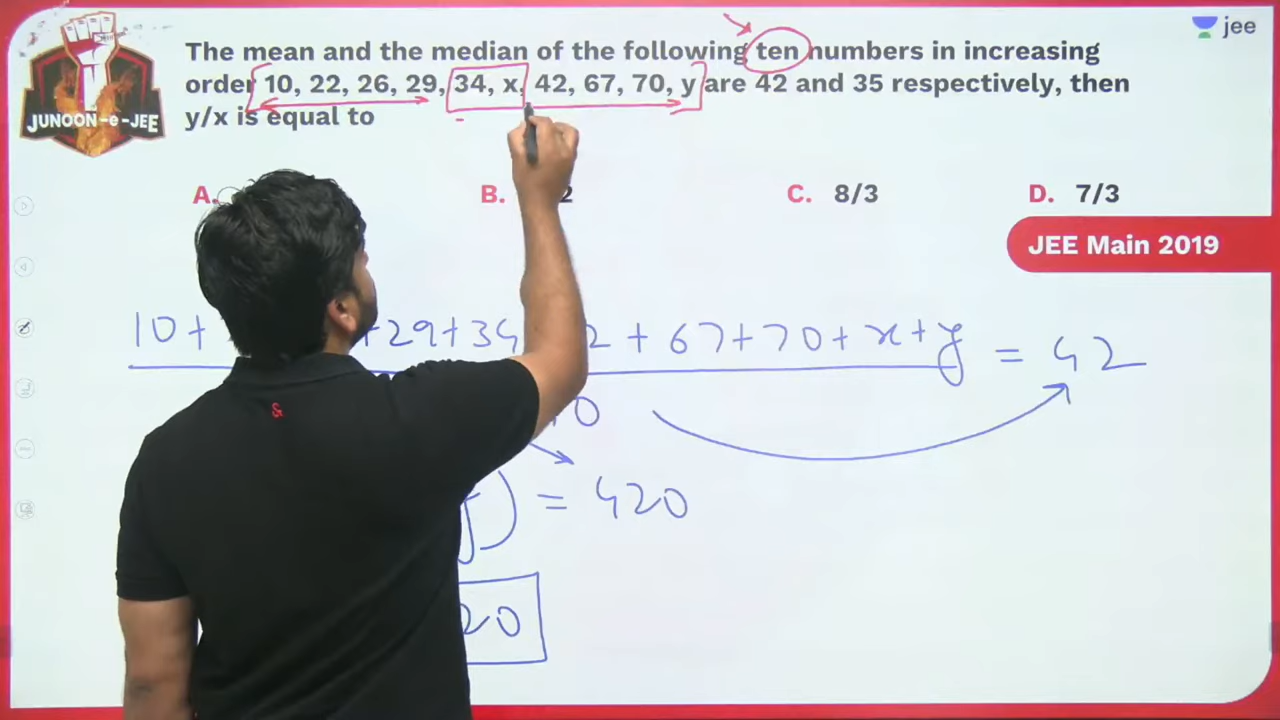 jee
JUNOON-e-JEE
The mean and the median of the following ten numbers in increasing
order 10, 22, 26, 29, 34, x, 42, 67, 70, y are 42 and 35 respectively, then
y/x is equal to
A.
B. 2
C. 8/3
D. 7/3
JEE Main 2019
10+ +29+34 2 + 67+70+x+y = 42
0
y) = 420
20